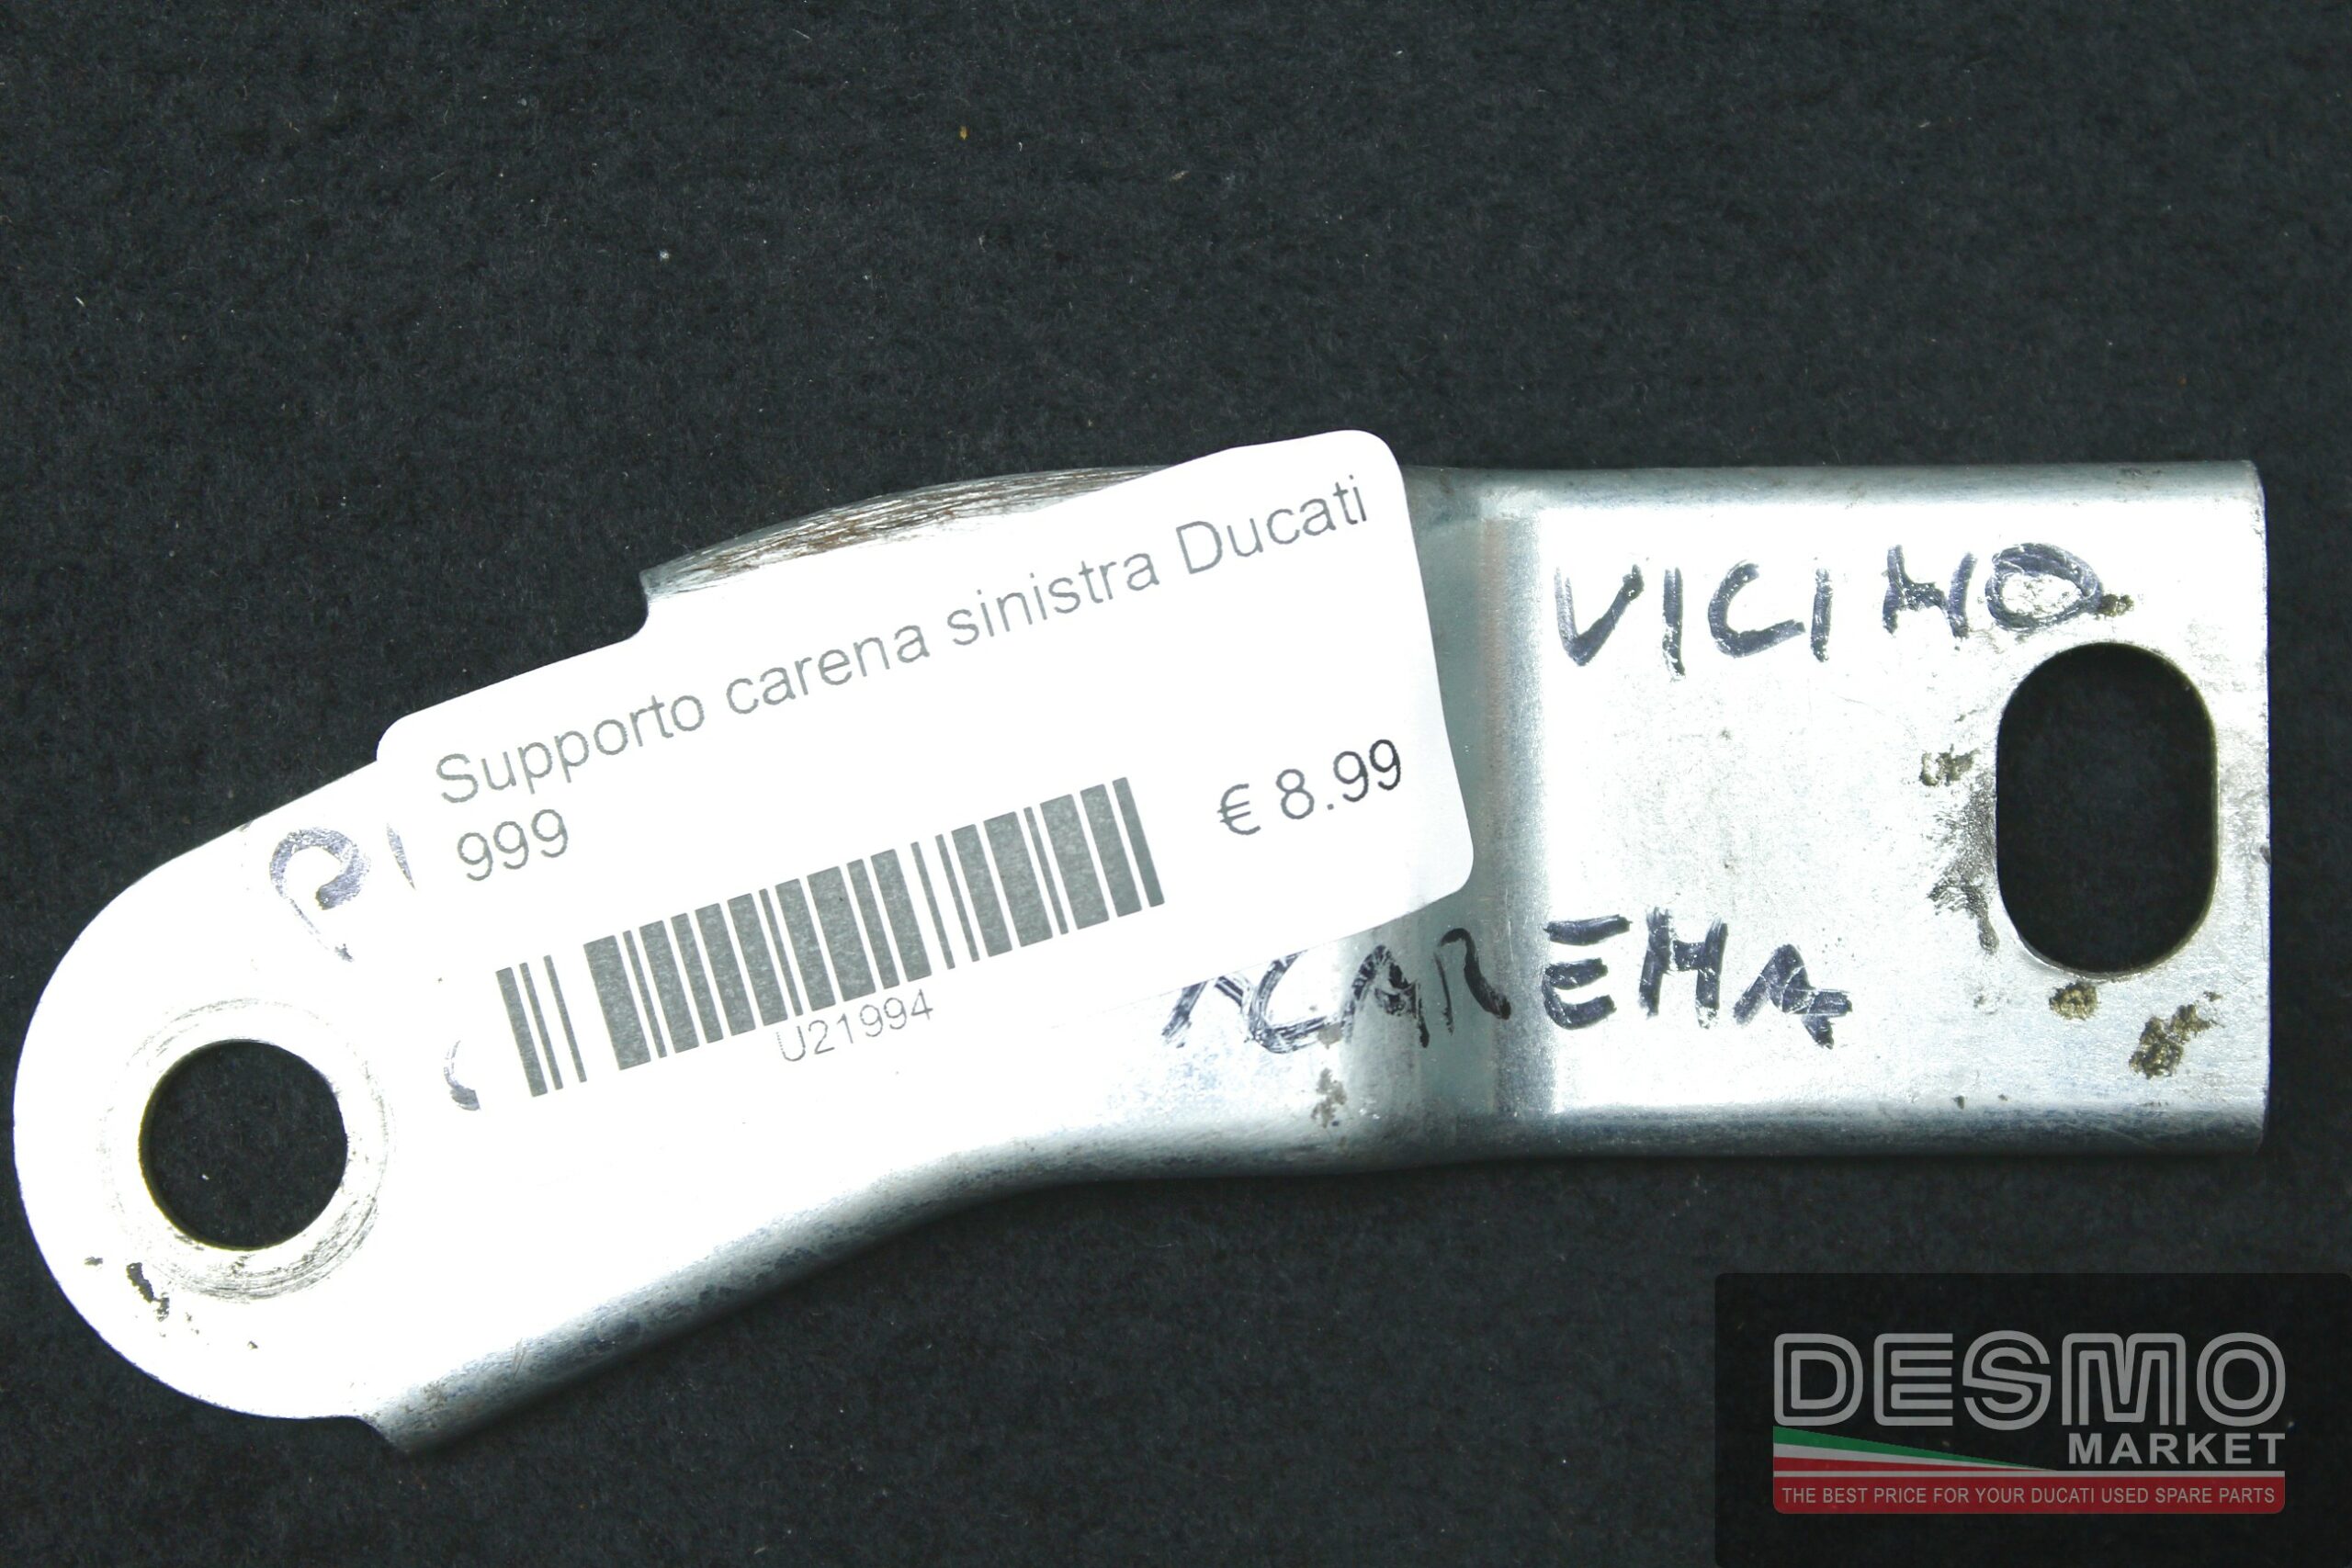 Supporto carena sinistra Ducati
999
€ 8.99
U21994
VICINO
CARENA
DESMO
MARKET
THE BEST PRICE FOR YOUR DUCATI USED SPARE PARTS